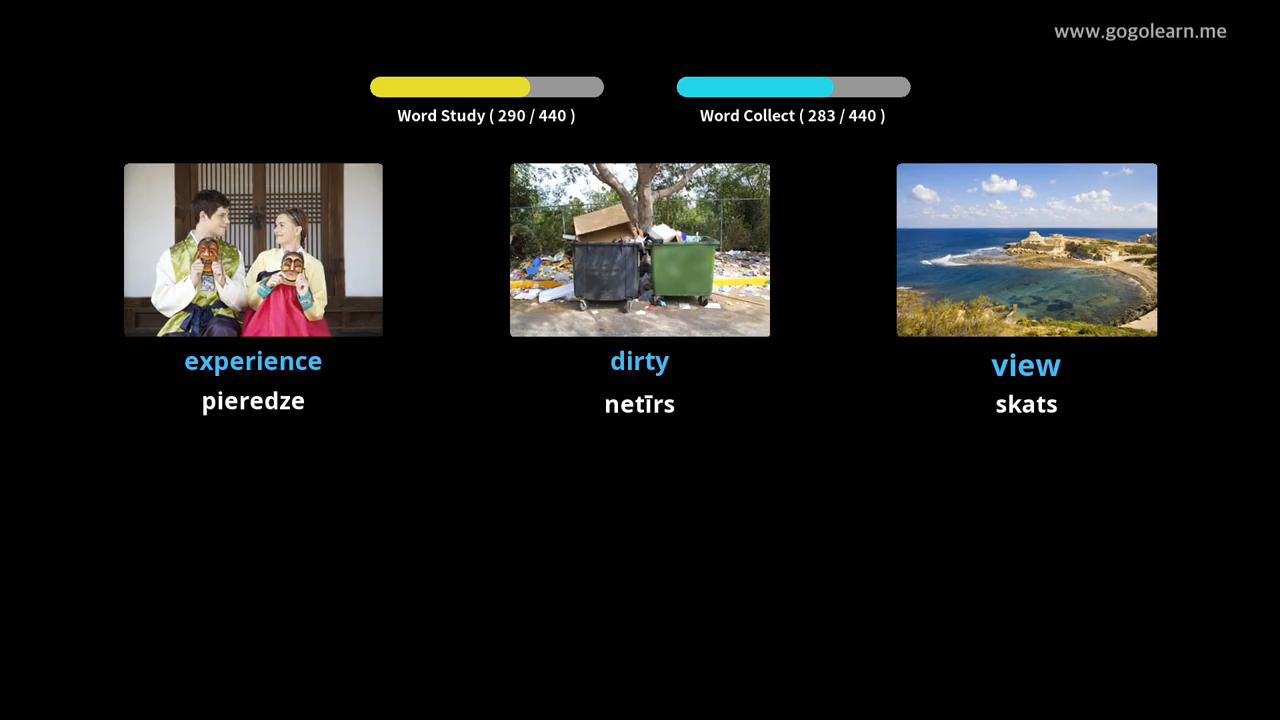 www.gogolearn.me
Word Study ( 290 / 440 )
Word Collect ( 283 / 440 )
experience
pieredze
dirty
netīrs
view
skats